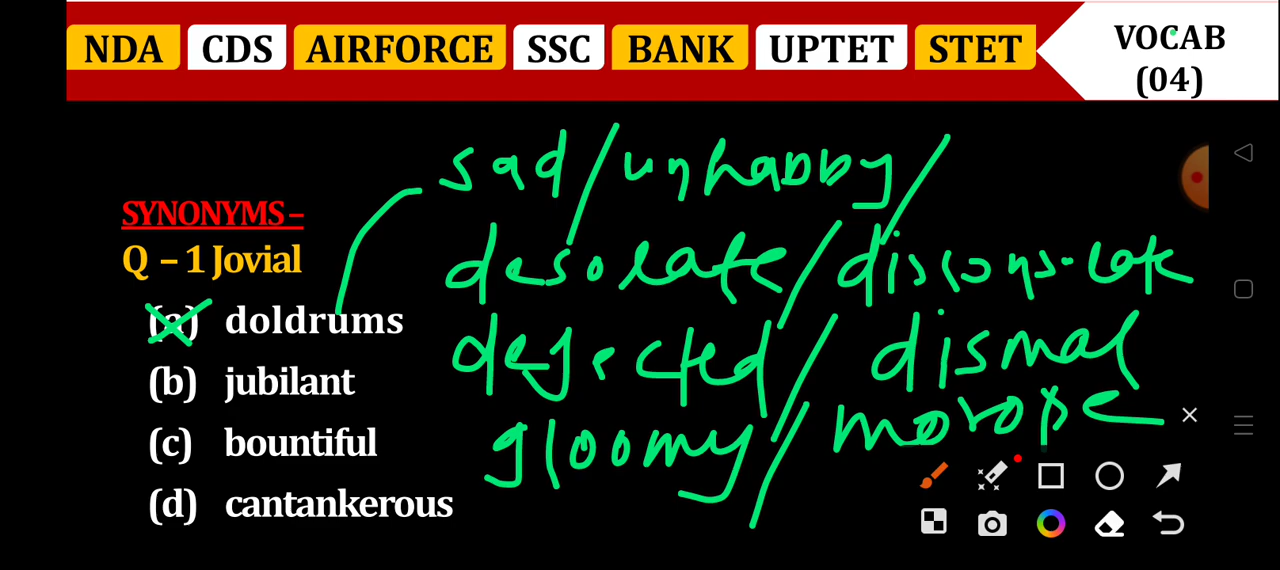 NDA CDS AIRFORCE SSC BANK UPTET STET
VOCAB
(04)
sad/unhappy/
SYNONYMS –
Q – 1 Jovial
desolate/
(a) doldrums
dejected/dismal
(b) jubilant
gloomy/
(c) bountiful
(d) cantankerous